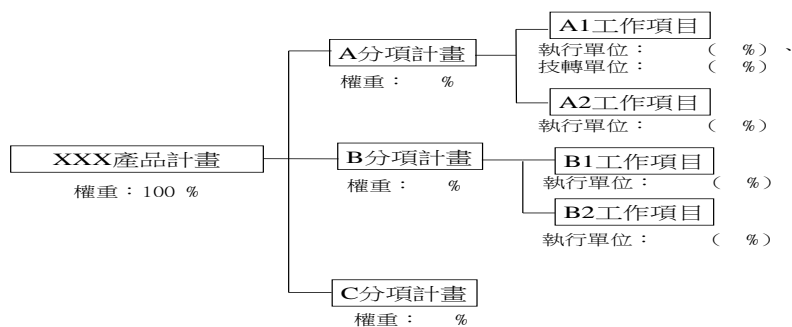 XXX產品計畫
權重：100 %
A分項計畫
權重： %
A1工作項目
執行單位： （ %）、
技轉單位： （ %）
A2工作項目
執行單位： （ %）
B分項計畫
權重： %
B1工作項目
執行單位： （ %）
B2工作項目
執行單位： （ %）
C分項計畫
權重： %